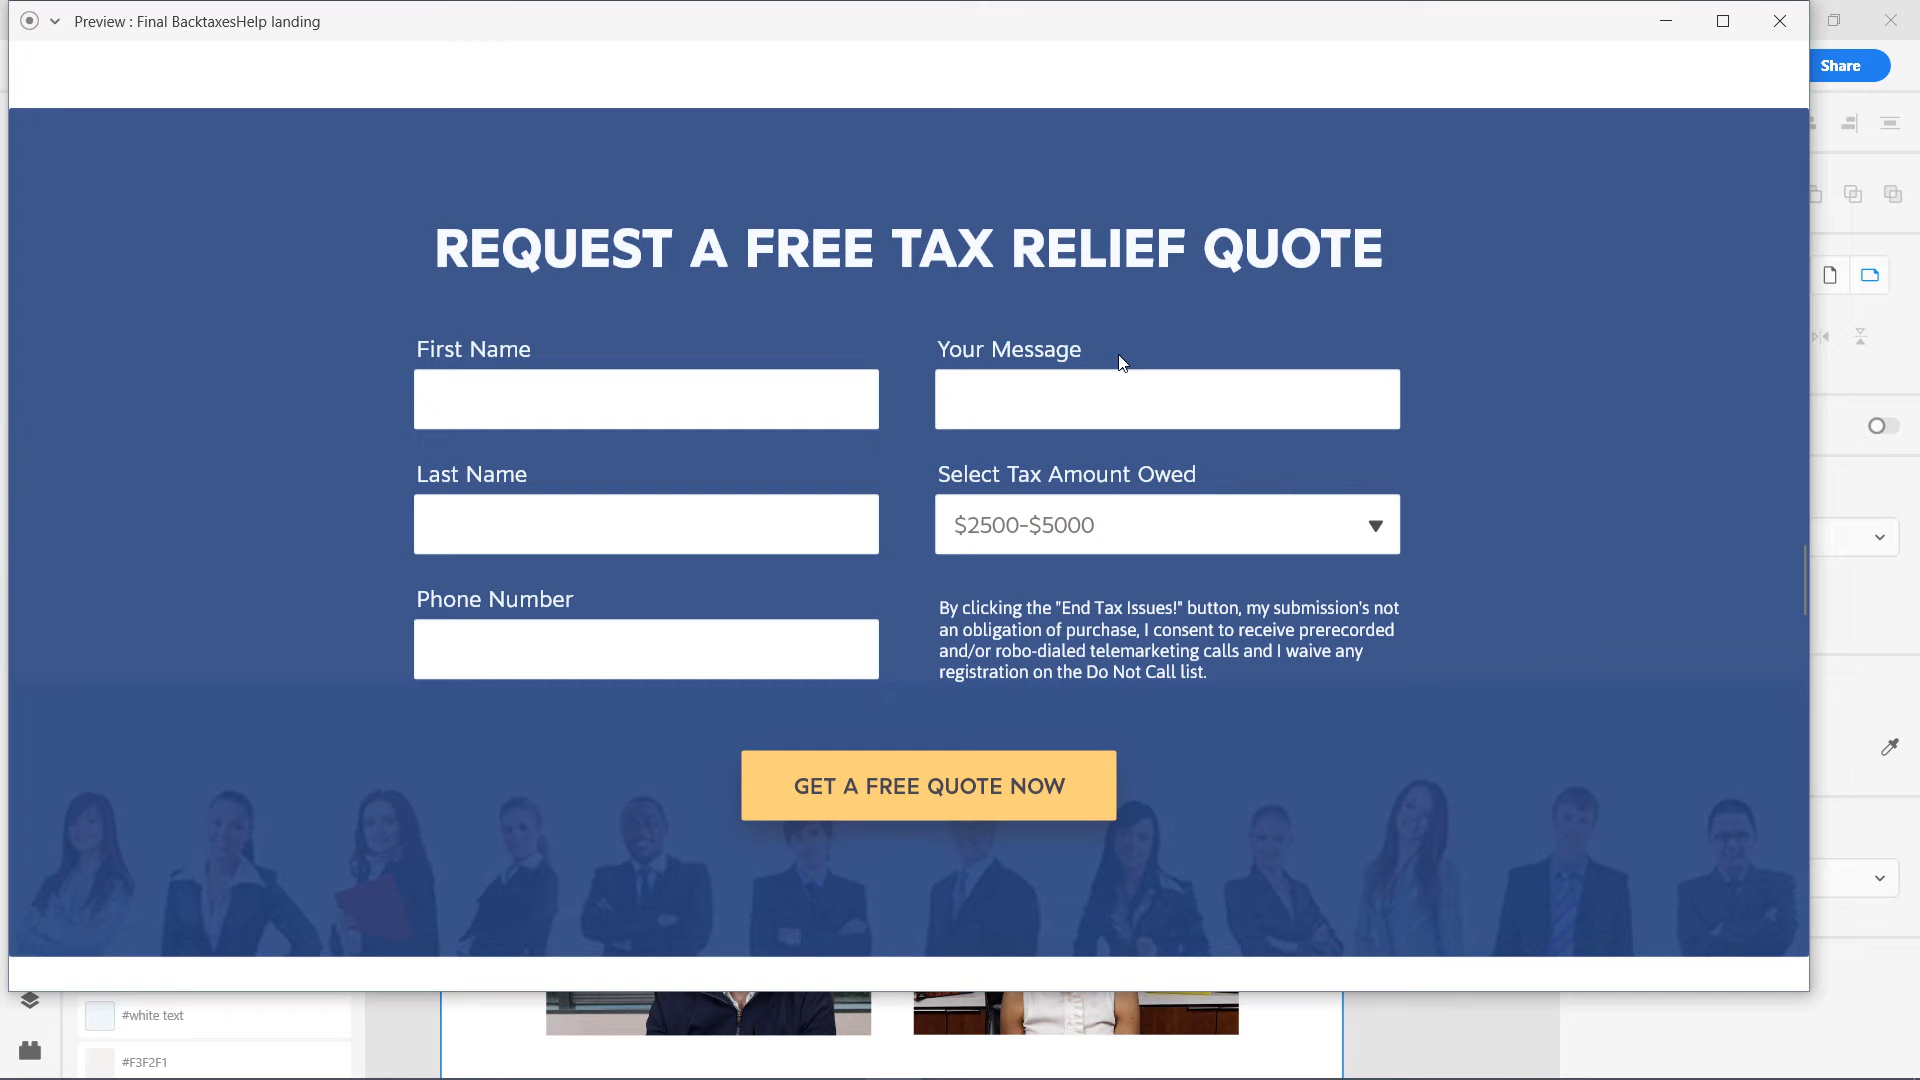 Preview : Final BacktaxesHelp landing
Share
REQUEST A FREE TAX RELIEF QUOTE
First Name
Your Message
Last Name
Select Tax Amount Owed
$2500-$5000
Phone Number
By clicking the "End Tax Issues!" button, my submission's not
an obligation of purchase, I consent to receive prerecorded
and/or robo-dialed telemarketing calls and I waive any
registration on the Do Not Call list.
GET A FREE QUOTE NOW
#white text
#F3F2F1